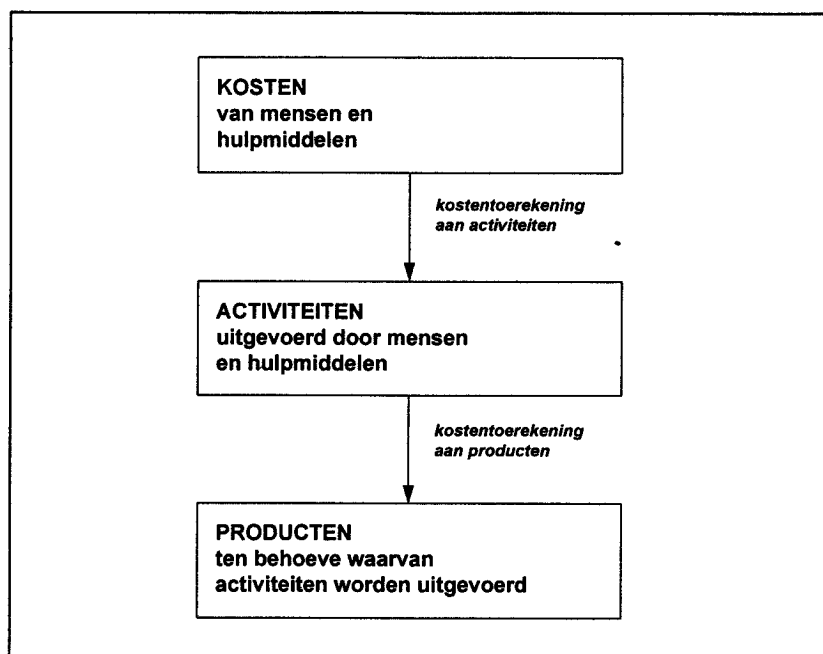 KOSTEN
van mensen en
hulpmiddelen
kostentoerekening
aan activiteiten
ACTIVITEITEN
uitgevoerd door mensen
en hulpmiddelen
kostentoerekening
aan producten
PRODUCTEN
ten behoeve waarvan
activiteiten worden uitgevoerd